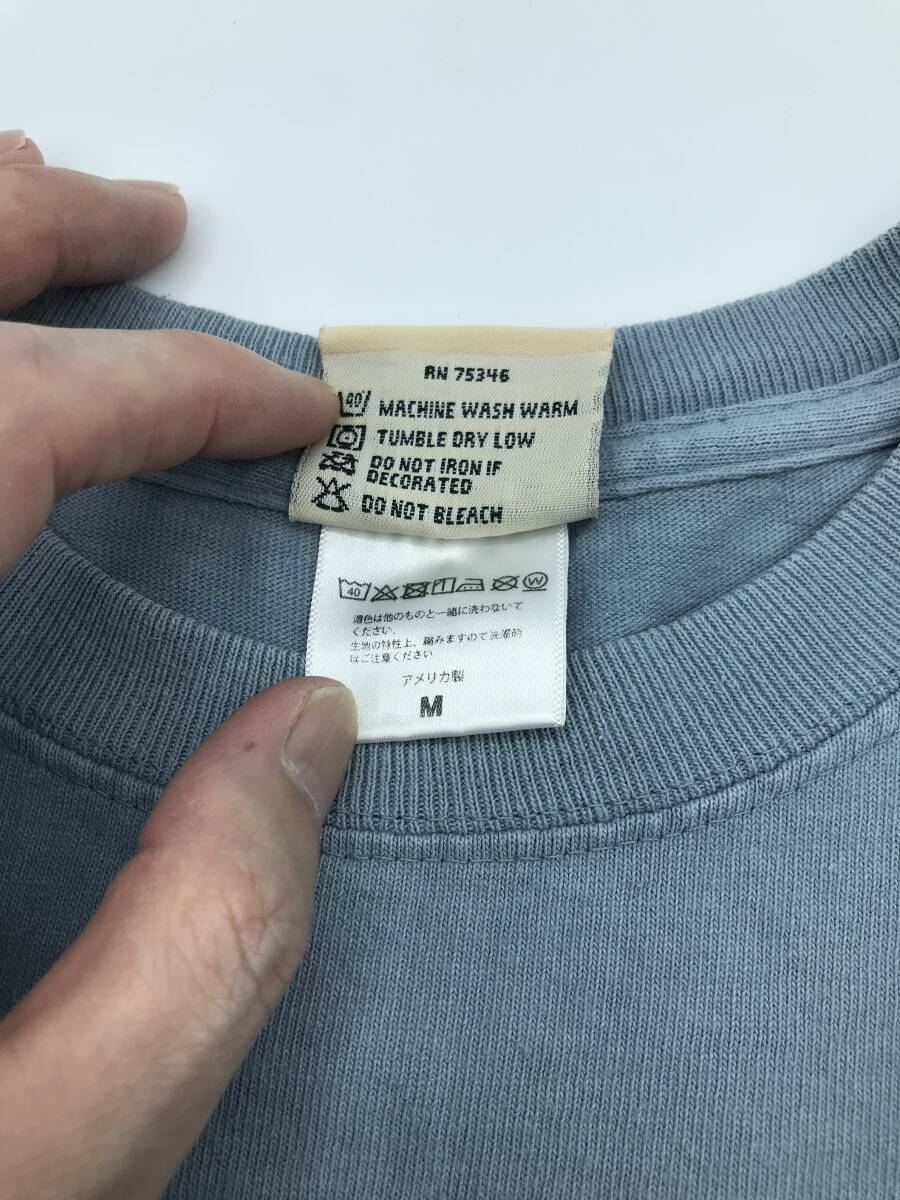 RN 75346
40 MACHINE WASH WARM
TUMBLE DRY LOW
DO NOT IRON IF
DECORATED
DO NOT BLEACH
40 W
濃色は他のものと一緒に洗わないで
ください.
生地の特性上、縮みますので洗濯時
はご注意ください
アメリカ製
M